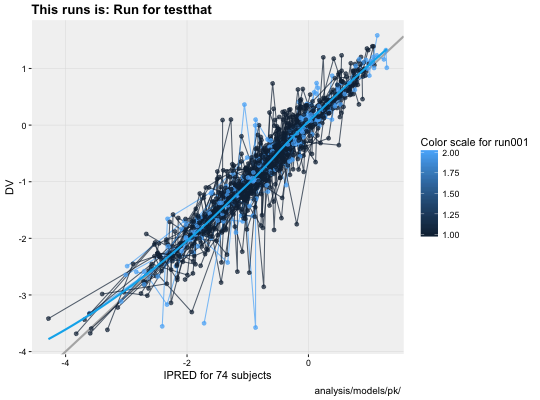 This runs is: Run for testthat
1
0
-1
-2
-3
-4
DV
-4
-2
0
IPRED for 74 subjects
analysis/models/pk/
Color scale for run001
2.00
1.75
1.50
1.25
1.00